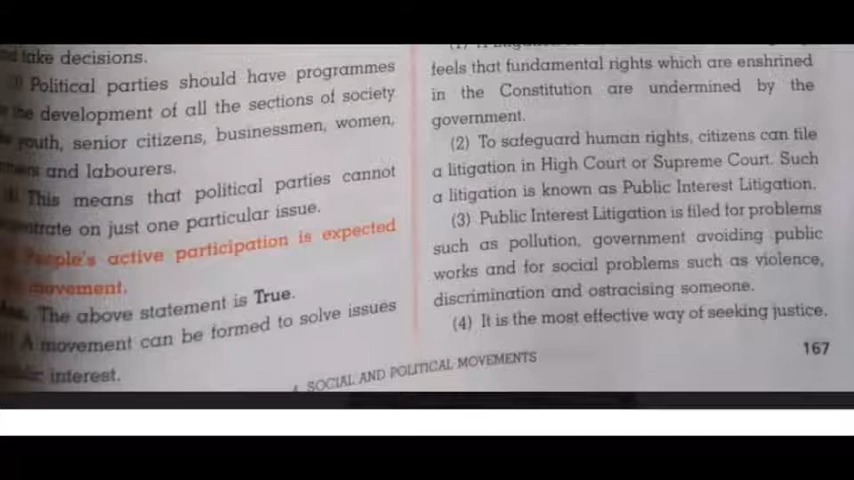 take decisions.
Political parties should have programmes
the development of all the sections of society
youth, senior citizens, businessmen, women,
and labourers.
This means that political parties cannot
on just one particular issue.
People's active participation is expected
movement.
Ans. The above statement is True.
A movement can be formed to solve issues
interest.
feels that fundamental rights which are enshrined
in the Constitution are undermined by the
government.
(2) To safeguard human rights, citizens can file
a litigation in High Court or Supreme Court. Such
a litigation is known as Public Interest Litigation.
(3) Public Interest Litigation is filed for problems
such as pollution, government avoiding public
works and for social problems such as violence,
discrimination and ostracising someone.
(4) It is the most effective way of seeking justice.
4. SOCIAL AND POLITICAL MOVEMENTS
167